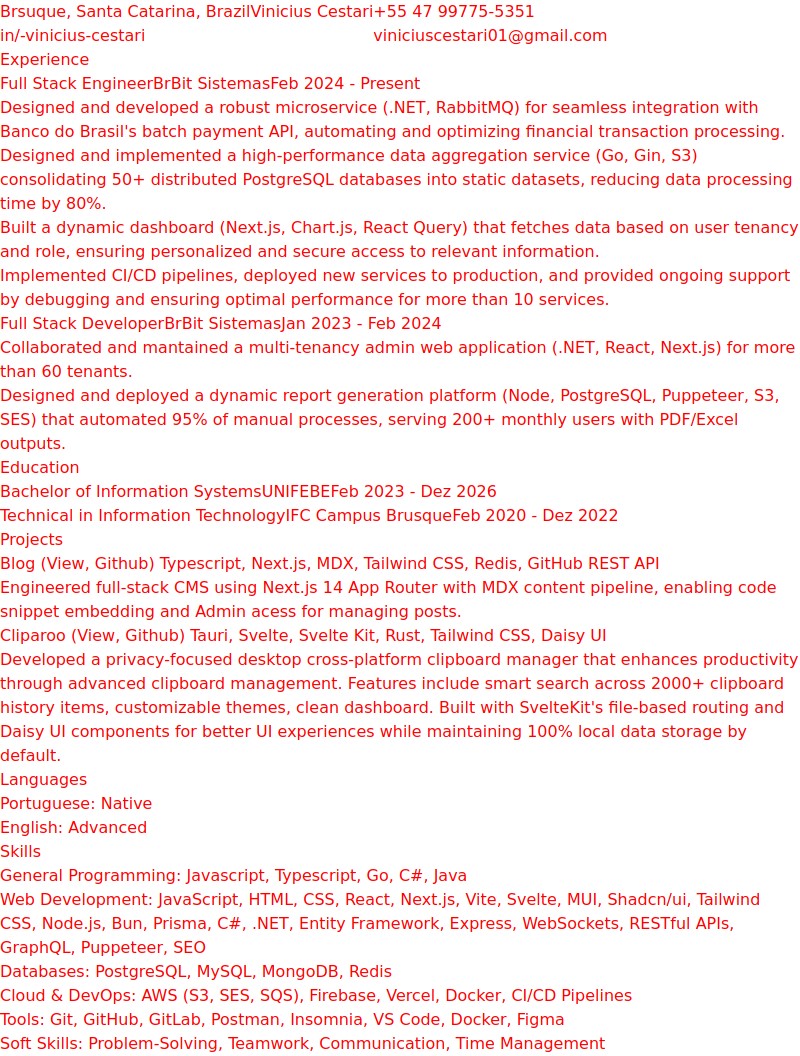 Brsuque, Santa Catarina, BrazilVinicius Cestari+55 47 99775-5351
in/-vinicius-cestari viniciuscestari01@gmail.com
Experience
Full Stack EngineerBrBit SistemasFeb 2024 - Present
Designed and developed a robust microservice (.NET, RabbitMQ) for seamless integration with
Banco do Brasil's batch payment API, automating and optimizing financial transaction processing.
Designed and implemented a high-performance data aggregation service (Go, Gin, S3)
consolidating 50+ distributed PostgreSQL databases into static datasets, reducing data processing
time by 80%.
Built a dynamic dashboard (Next.js, Chart.js, React Query) that fetches data based on user tenancy
and role, ensuring personalized and secure access to relevant information.
Implemented CI/CD pipelines, deployed new services to production, and provided ongoing support
by debugging and ensuring optimal performance for more than 10 services.
Full Stack DeveloperBrBit SistemasJan 2023 - Feb 2024
Collaborated and mantained a multi-tenancy admin web application (.NET, React, Next.js) for more
than 60 tenants.
Designed and deployed a dynamic report generation platform (Node, PostgreSQL, Puppeteer, S3,
SES) that automated 95% of manual processes, serving 200+ monthly users with PDF/Excel
outputs.
Education
Bachelor of Information SystemsUNIFEBEFeb 2023 - Dez 2026
Technical in Information TechnologyIFC Campus BrusqueFeb 2020 - Dez 2022
Projects
Blog (View, Github) Typescript, Next.js, MDX, Tailwind CSS, Redis, GitHub REST API
Engineered full-stack CMS using Next.js 14 App Router with MDX content pipeline, enabling code
snippet embedding and Admin acess for managing posts.
Cliparoo (View, Github) Tauri, Svelte, Svelte Kit, Rust, Tailwind CSS, Daisy UI
Developed a privacy-focused desktop cross-platform clipboard manager that enhances productivity
through advanced clipboard management. Features include smart search across 2000+ clipboard
history items, customizable themes, clean dashboard. Built with SvelteKit's file-based routing and
Daisy UI components for better UI experiences while maintaining 100% local data storage by
default.
Languages
Portuguese: Native
English: Advanced
Skills
General Programming: Javascript, Typescript, Go, C#, Java
Web Development: JavaScript, HTML, CSS, React, Next.js, Vite, Svelte, MUI, Shadcn/ui, Tailwind
CSS, Node.js, Bun, Prisma, C#, .NET, Entity Framework, Express, WebSockets, RESTful APIs,
GraphQL, Puppeteer, SEO
Databases: PostgreSQL, MySQL, MongoDB, Redis
Cloud & DevOps: AWS (S3, SES, SQS), Firebase, Vercel, Docker, CI/CD Pipelines
Tools: Git, GitHub, GitLab, Postman, Insomnia, VS Code, Docker, Figma
Soft Skills: Problem-Solving, Teamwork, Communication, Time Management